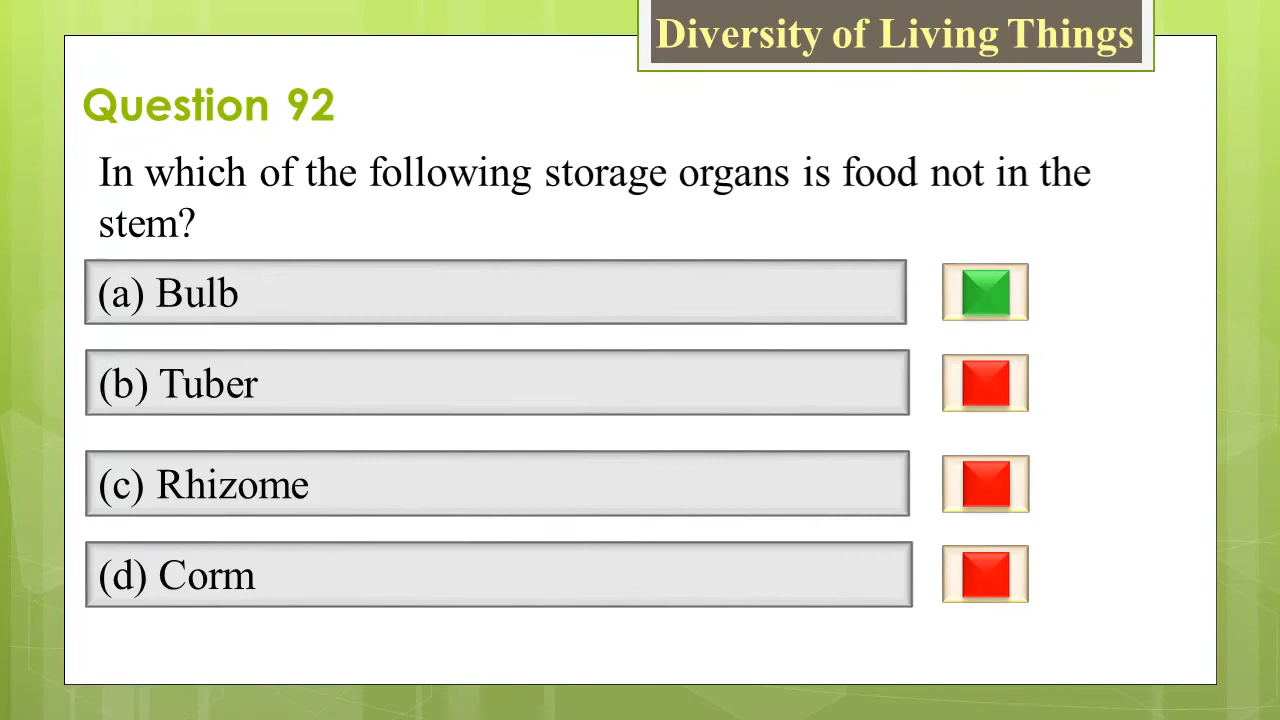 Diversity of Living Things
Question 92
In which of the following storage organs is food not in the
stem?
(a) Bulb
(b) Tuber
(c) Rhizome
(d) Corm